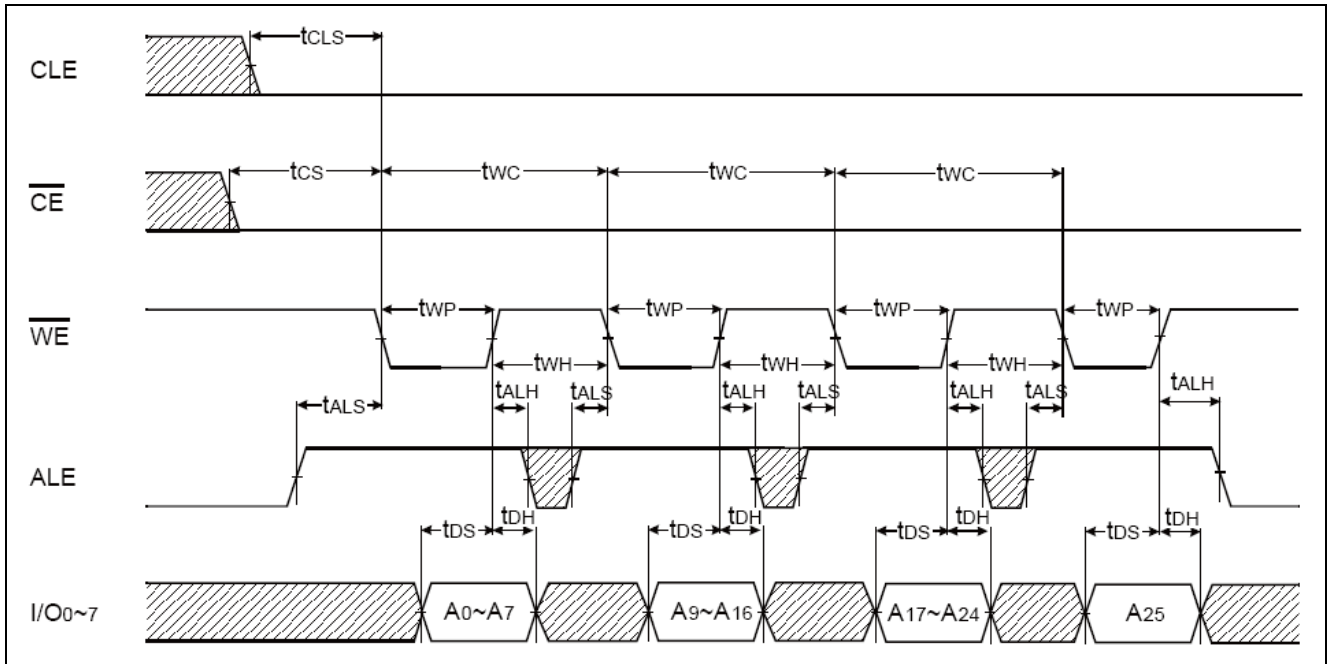 tCLS
CLE
tCS tWC tWC tWC
CE
tWP tWP tWP tWP
WE
tWH tWH tWH
tALH tALS tALH tALS tALH tALS tALH
tALS
ALE
tDS tDH tDS tDH tDS tDH tDS tDH
I/O0~7 A0~A7 A9~A16 A17~A24 A25